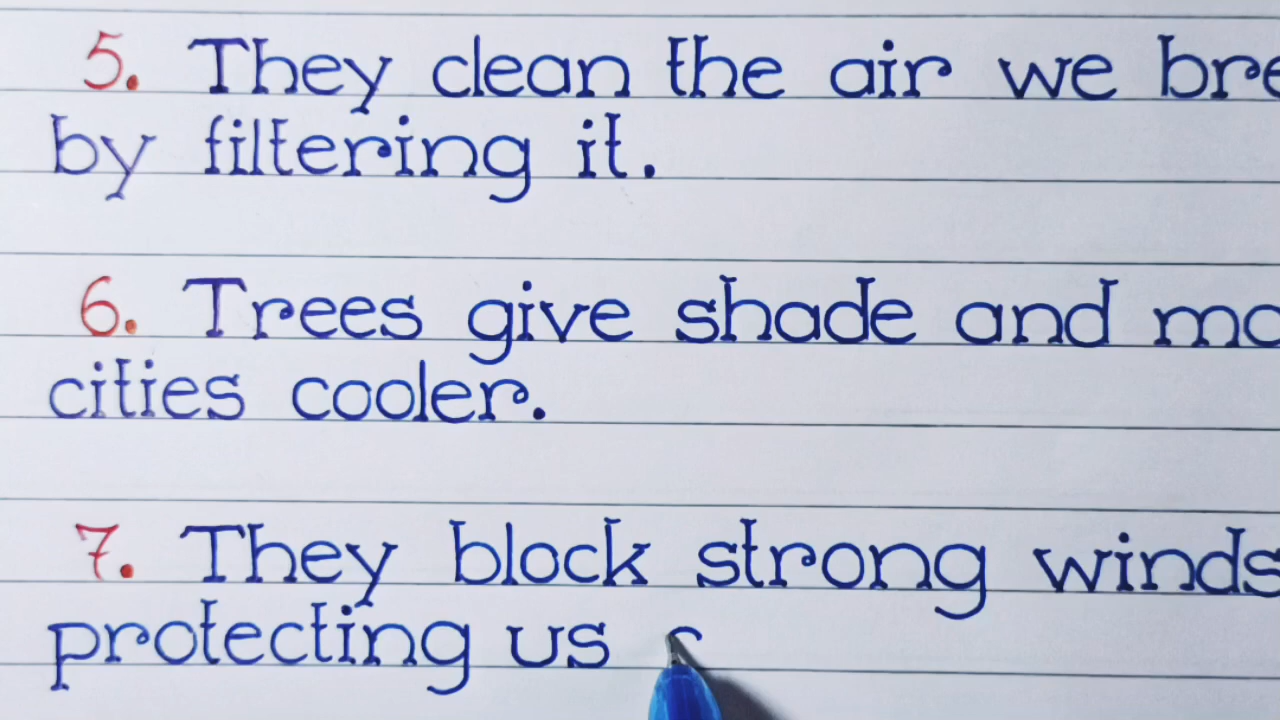 5. They clean the air we bre
by filtering it.
6. Trees give shade and ma
cities cooler.
7. They block strong winds
protecting us